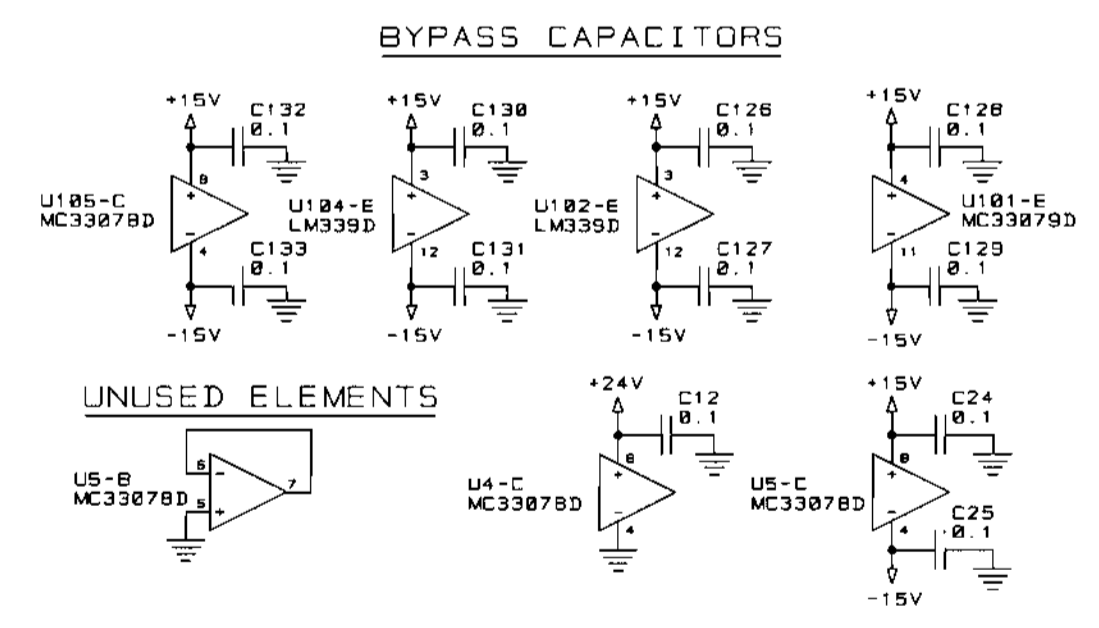 BYPASS CAPACITORS
+15V
C132
0.1
8
+
U105-C
MC33078D
-
4
C133
0.1
-15V
+15V
C130
0.1
3
+
U104-E
LM339D
-
12
C131
0.1
-15V
+15V
C126
0.1
3
+
U102-E
LM339D
-
12
C127
0.1
-15V
+15V
C128
0.1
4
+
U101-E
MC33079D
-
11
C129
0.1
-15V
UNUSED ELEMENTS
U5-B
MC33078D
6
-
5
+
7
+24V
C12
0.1
8
+
U4-C
MC33078D
-
4
+15V
C24
0.1
8
+
U5-C
MC33078D
-
4
C25
0.1
-15V